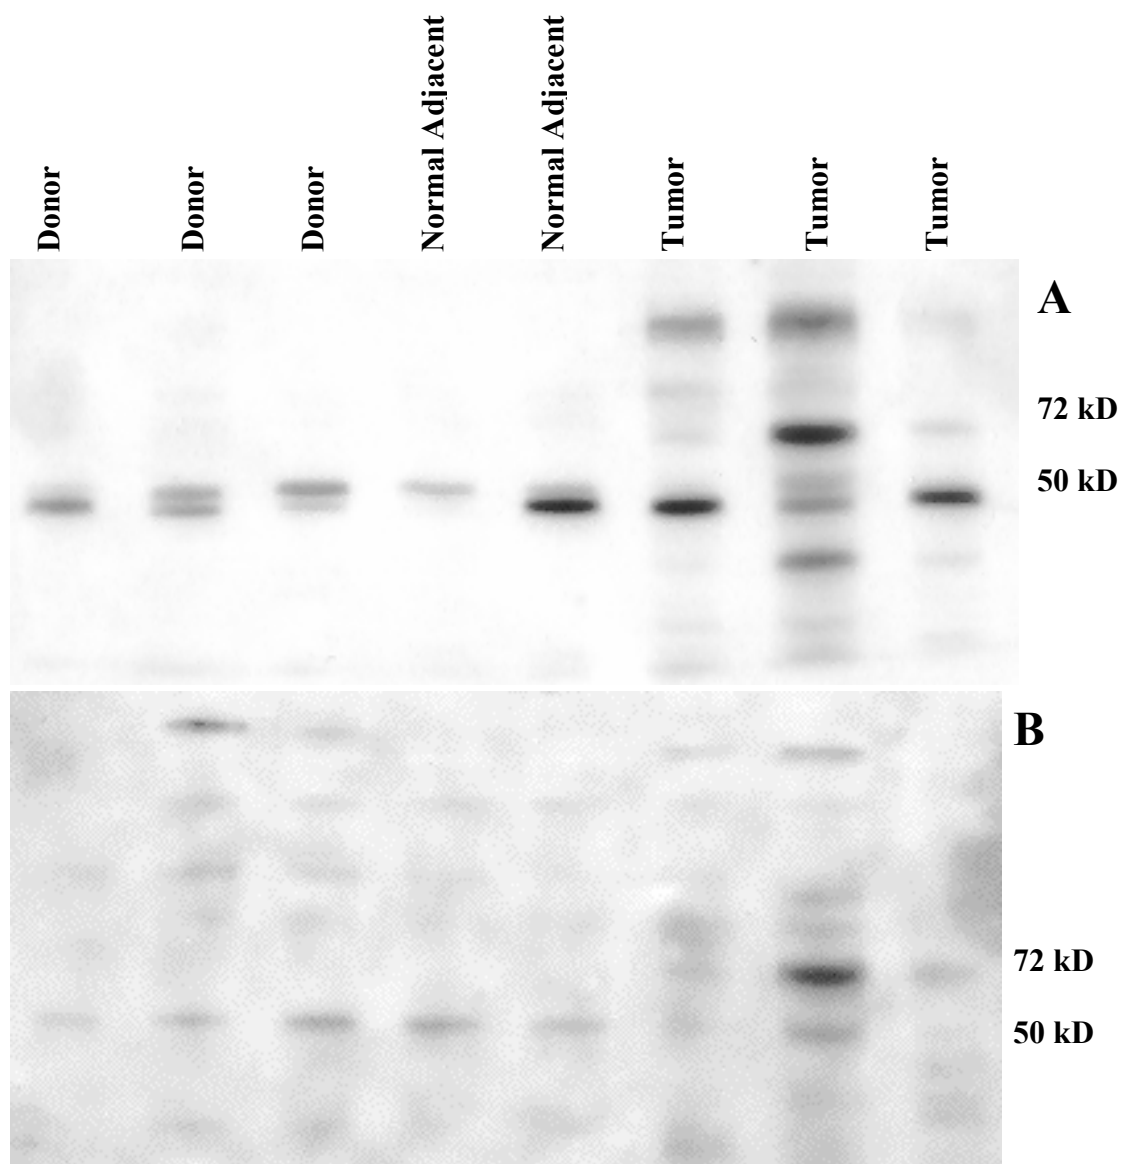 Donor
Donor
Donor
Normal Adjacent
Normal Adjacent
Tumor
Tumor
Tumor
A
72 kD
50 kD
B
72 kD
50 kD